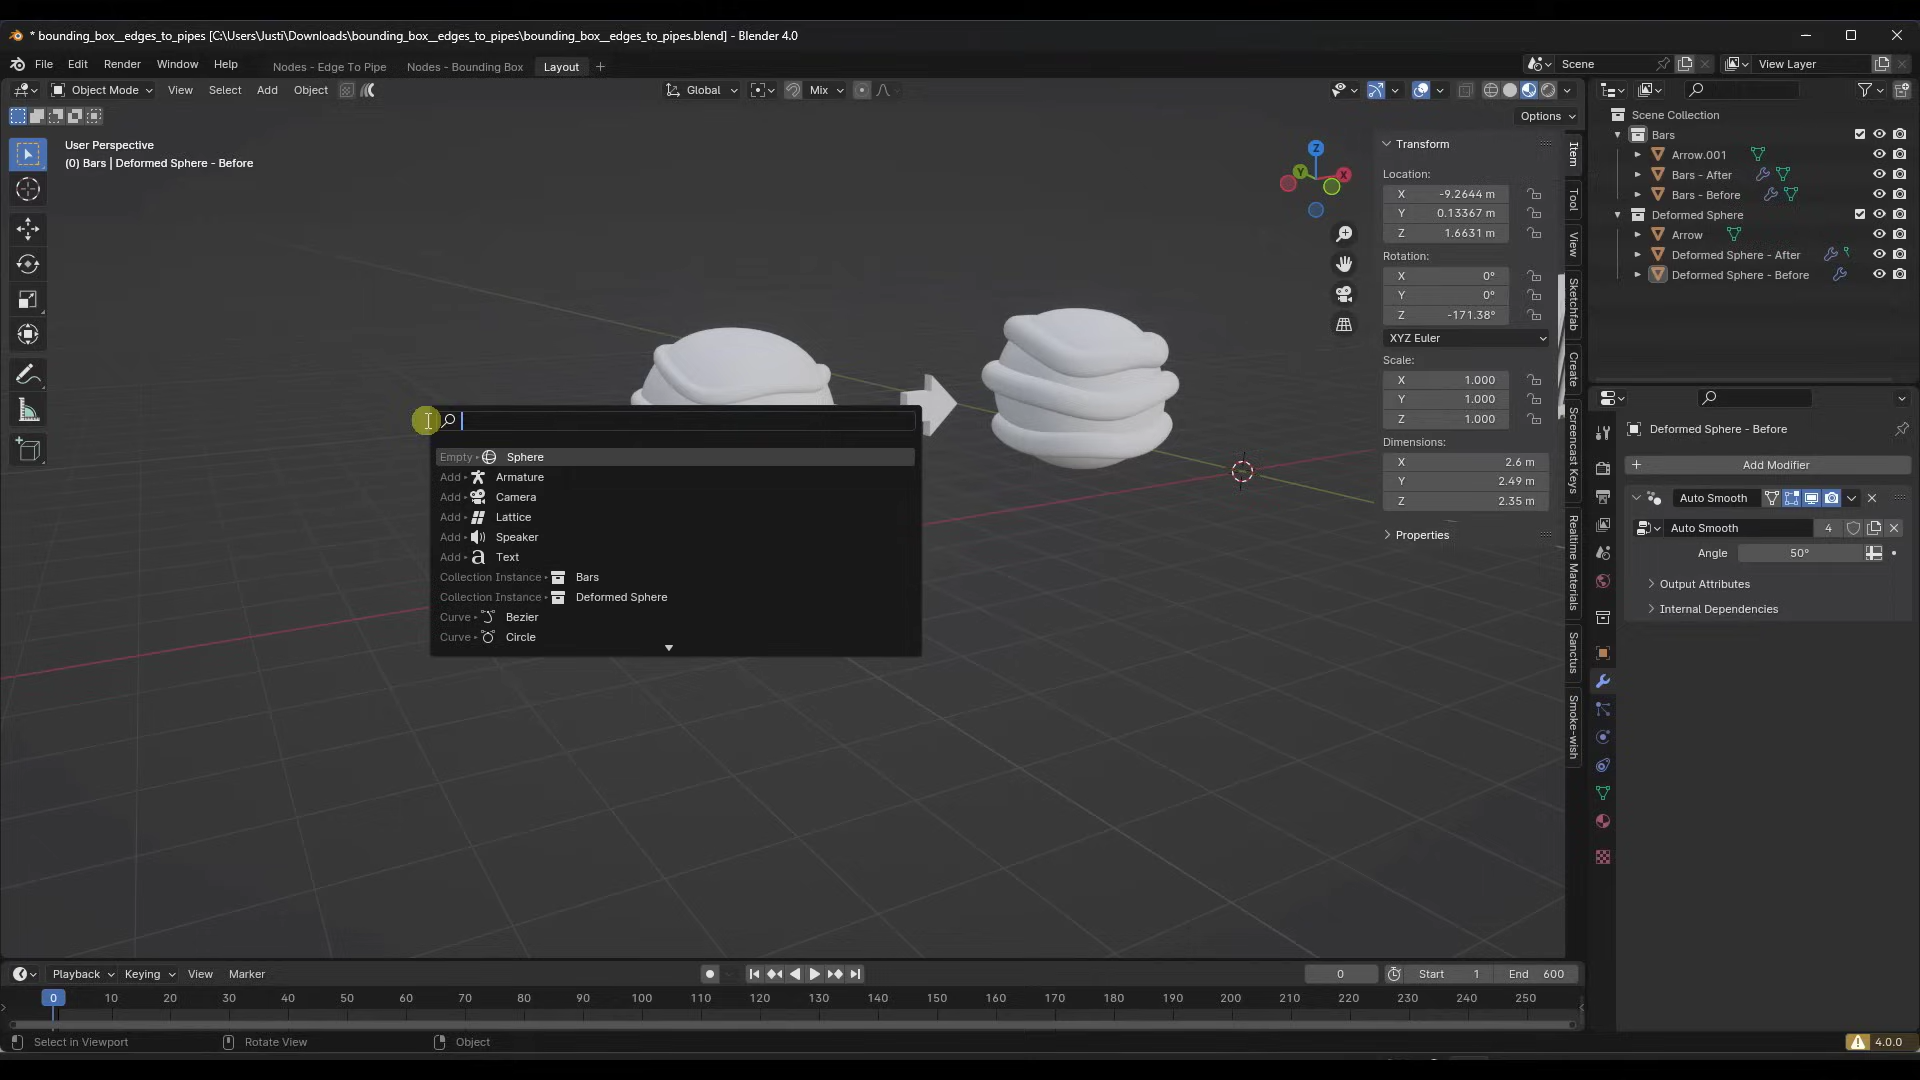 * bounding_box__edges_to_pipes [C:\Users\Justi\Downloads\bounding_box__edges_to_pipes\bounding_box__edges_to_pipes.blend] - Blender 4.0
File Edit Render Window Help Nodes - Edge To Pipe Nodes - Bounding Box Layout + Scene View Layer
Object Mode View Select Add Object Global Mix
Options
User Perspective
(0) Bars | Deformed Sphere - Before
Z
Y
X
Transform
Location:
X -9.2644 m
Y 0.13367 m
Z 1.6631 m
Rotation:
X 0°
Y 0°
Z -171.38°
XYZ Euler
Scale:
X 1.000
Y 1.000
Z 1.000
Dimensions:
X 2.6 m
Y 2.49 m
Z 2.35 m
Properties
Item
Tool
View
Sketchfab
Create
Screencast Keys
Realtime Materials
Sanctus
Smoke-wish
Empty Sphere
Add Armature
Add Camera
Add Lattice
Add Speaker
Add Text
Collection Instance Bars
Collection Instance Deformed Sphere
Curve Bezier
Curve Circle
Scene Collection
Bars
Arrow.001
Bars - After
Bars - Before
Deformed Sphere
Arrow
Deformed Sphere - After
Deformed Sphere - Before
Deformed Sphere - Before
+ Add Modifier
Auto Smooth
Auto Smooth 4
Angle 50°
Output Attributes
Internal Dependencies
Playback Keying View Marker 0 Start 1 End 600
0 10 20 30 40 50 60 70 80 90 100 110 120 130 140 150 160 170 180 190 200 210 220 230 240 250
Select in Viewport Rotate View Object 4.0.0